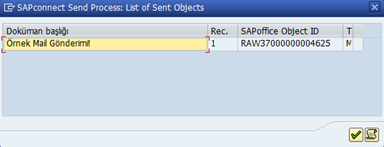 SAPconnect Send Process: List of Sent Objects
Doküman başlığı Rec. SAPoffice Object ID T
Örnek Mail Gönderimi! 1 RAW37000000004625 M